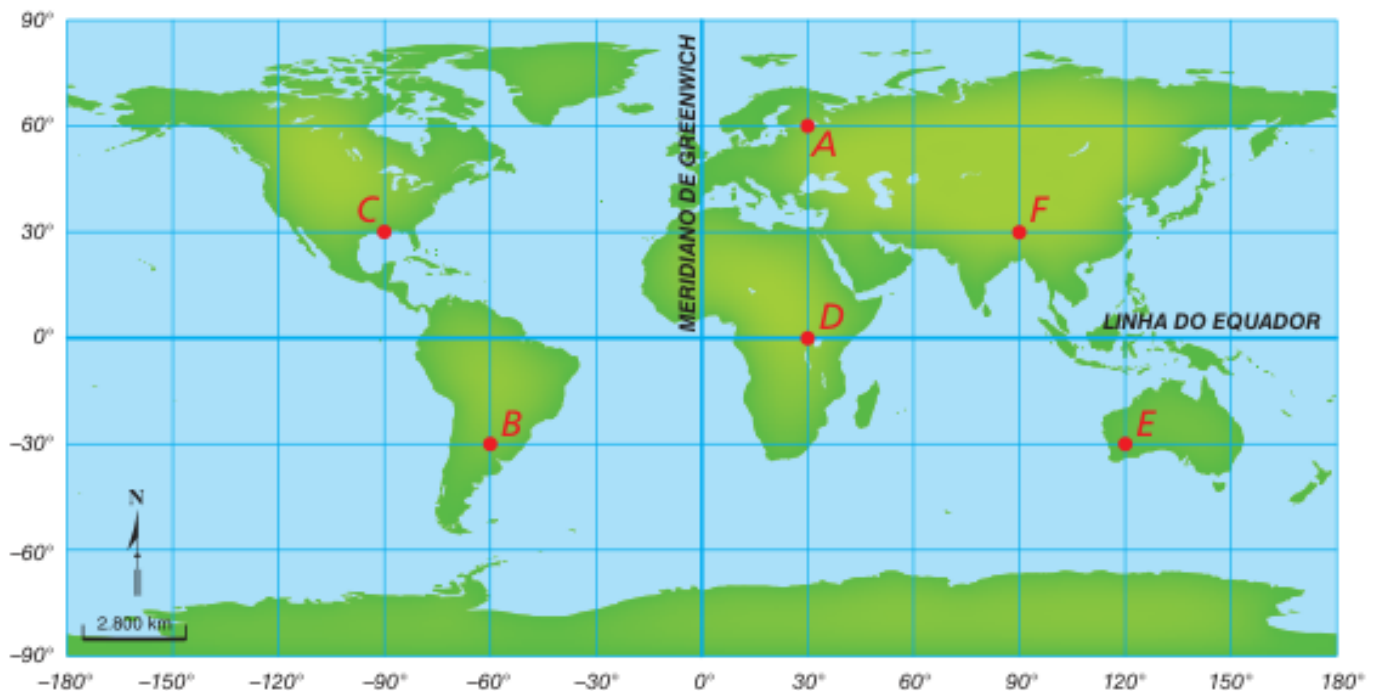 90°
60°
30°
0°
–30°
–60°
–90°
MERIDIANO DE GREENWICH
A
C
F
D
LINHA DO EQUADOR
B
E
N
2.800 km
–180° –150° –120° –90° –60° –30° 0° 30° 60° 90° 120° 150° 180°